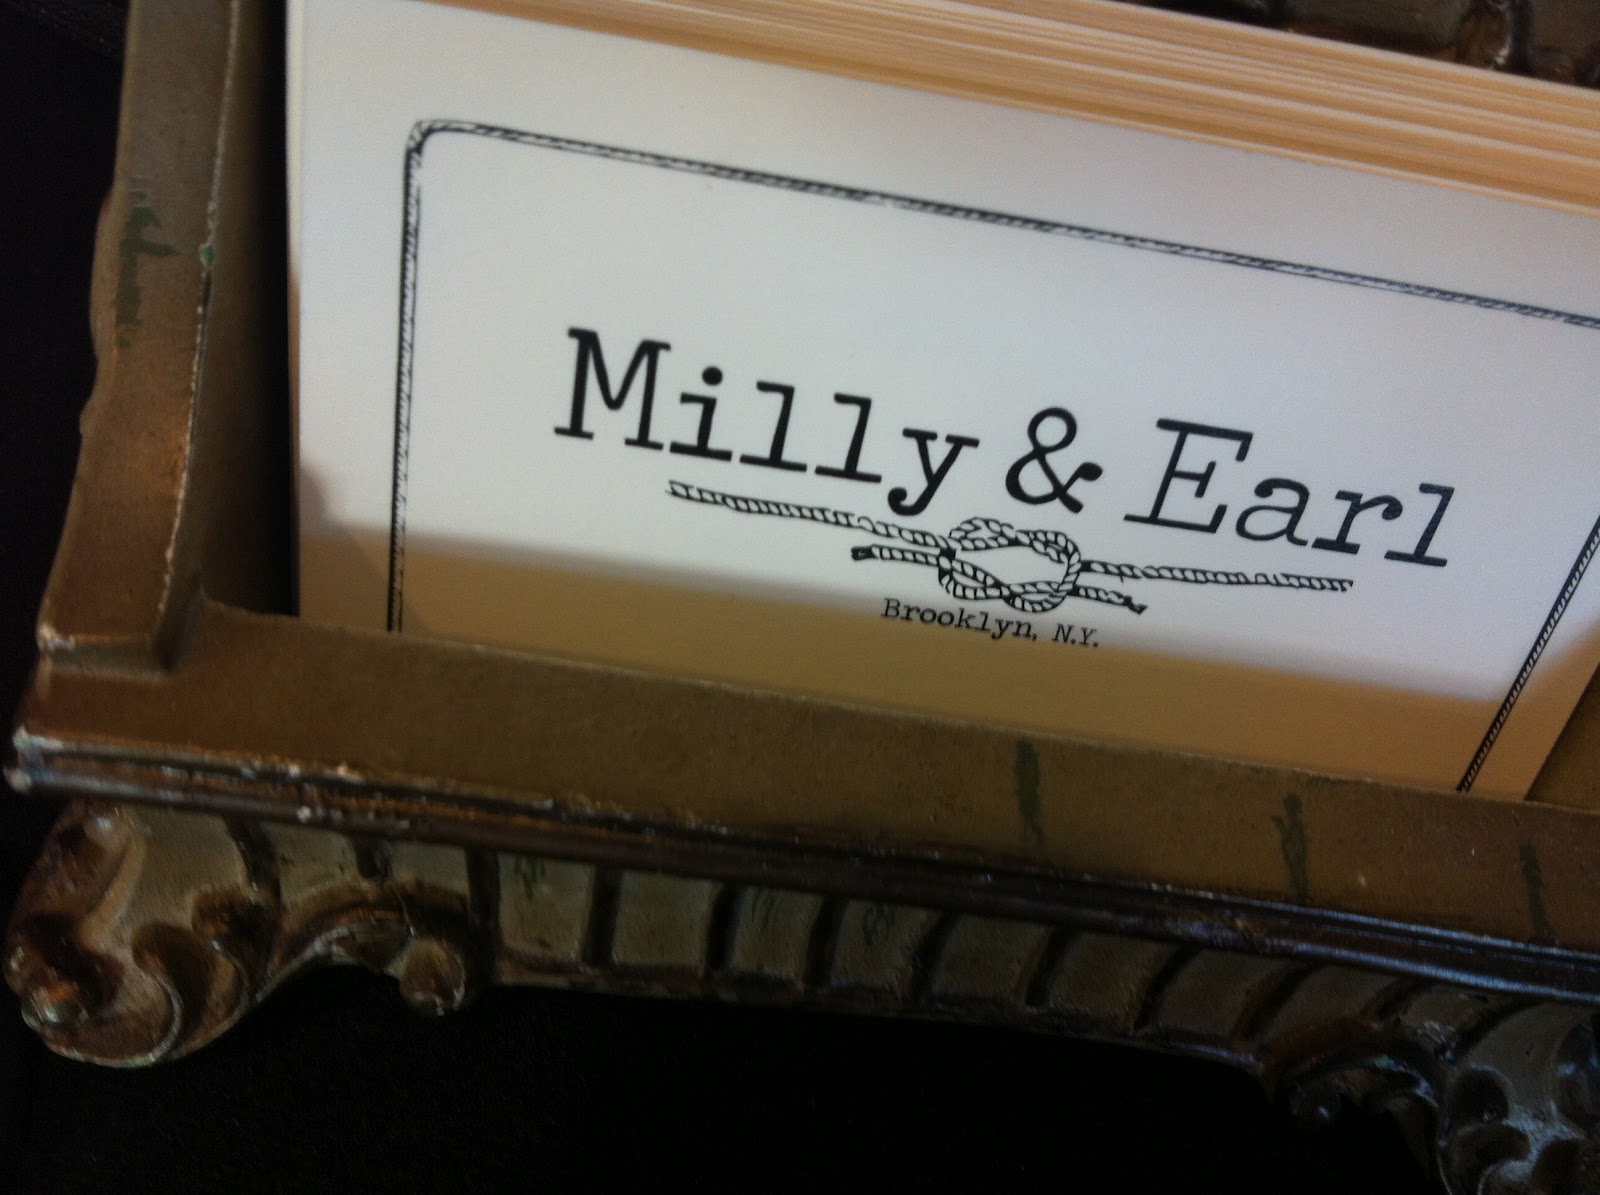 Milly & Earl
Brooklyn, N.Y.